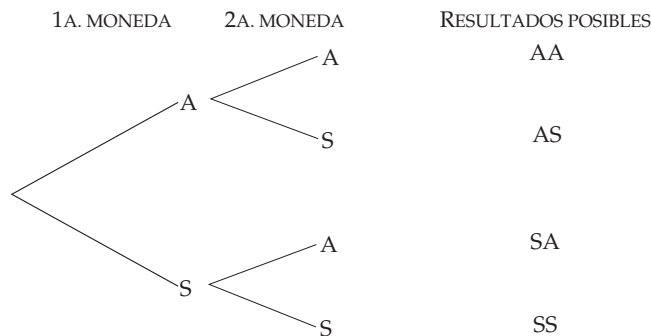 1A. MONEDA 2A. MONEDA RESULTADOS POSIBLES
A AA
A
S AS
A SA
S
S SS